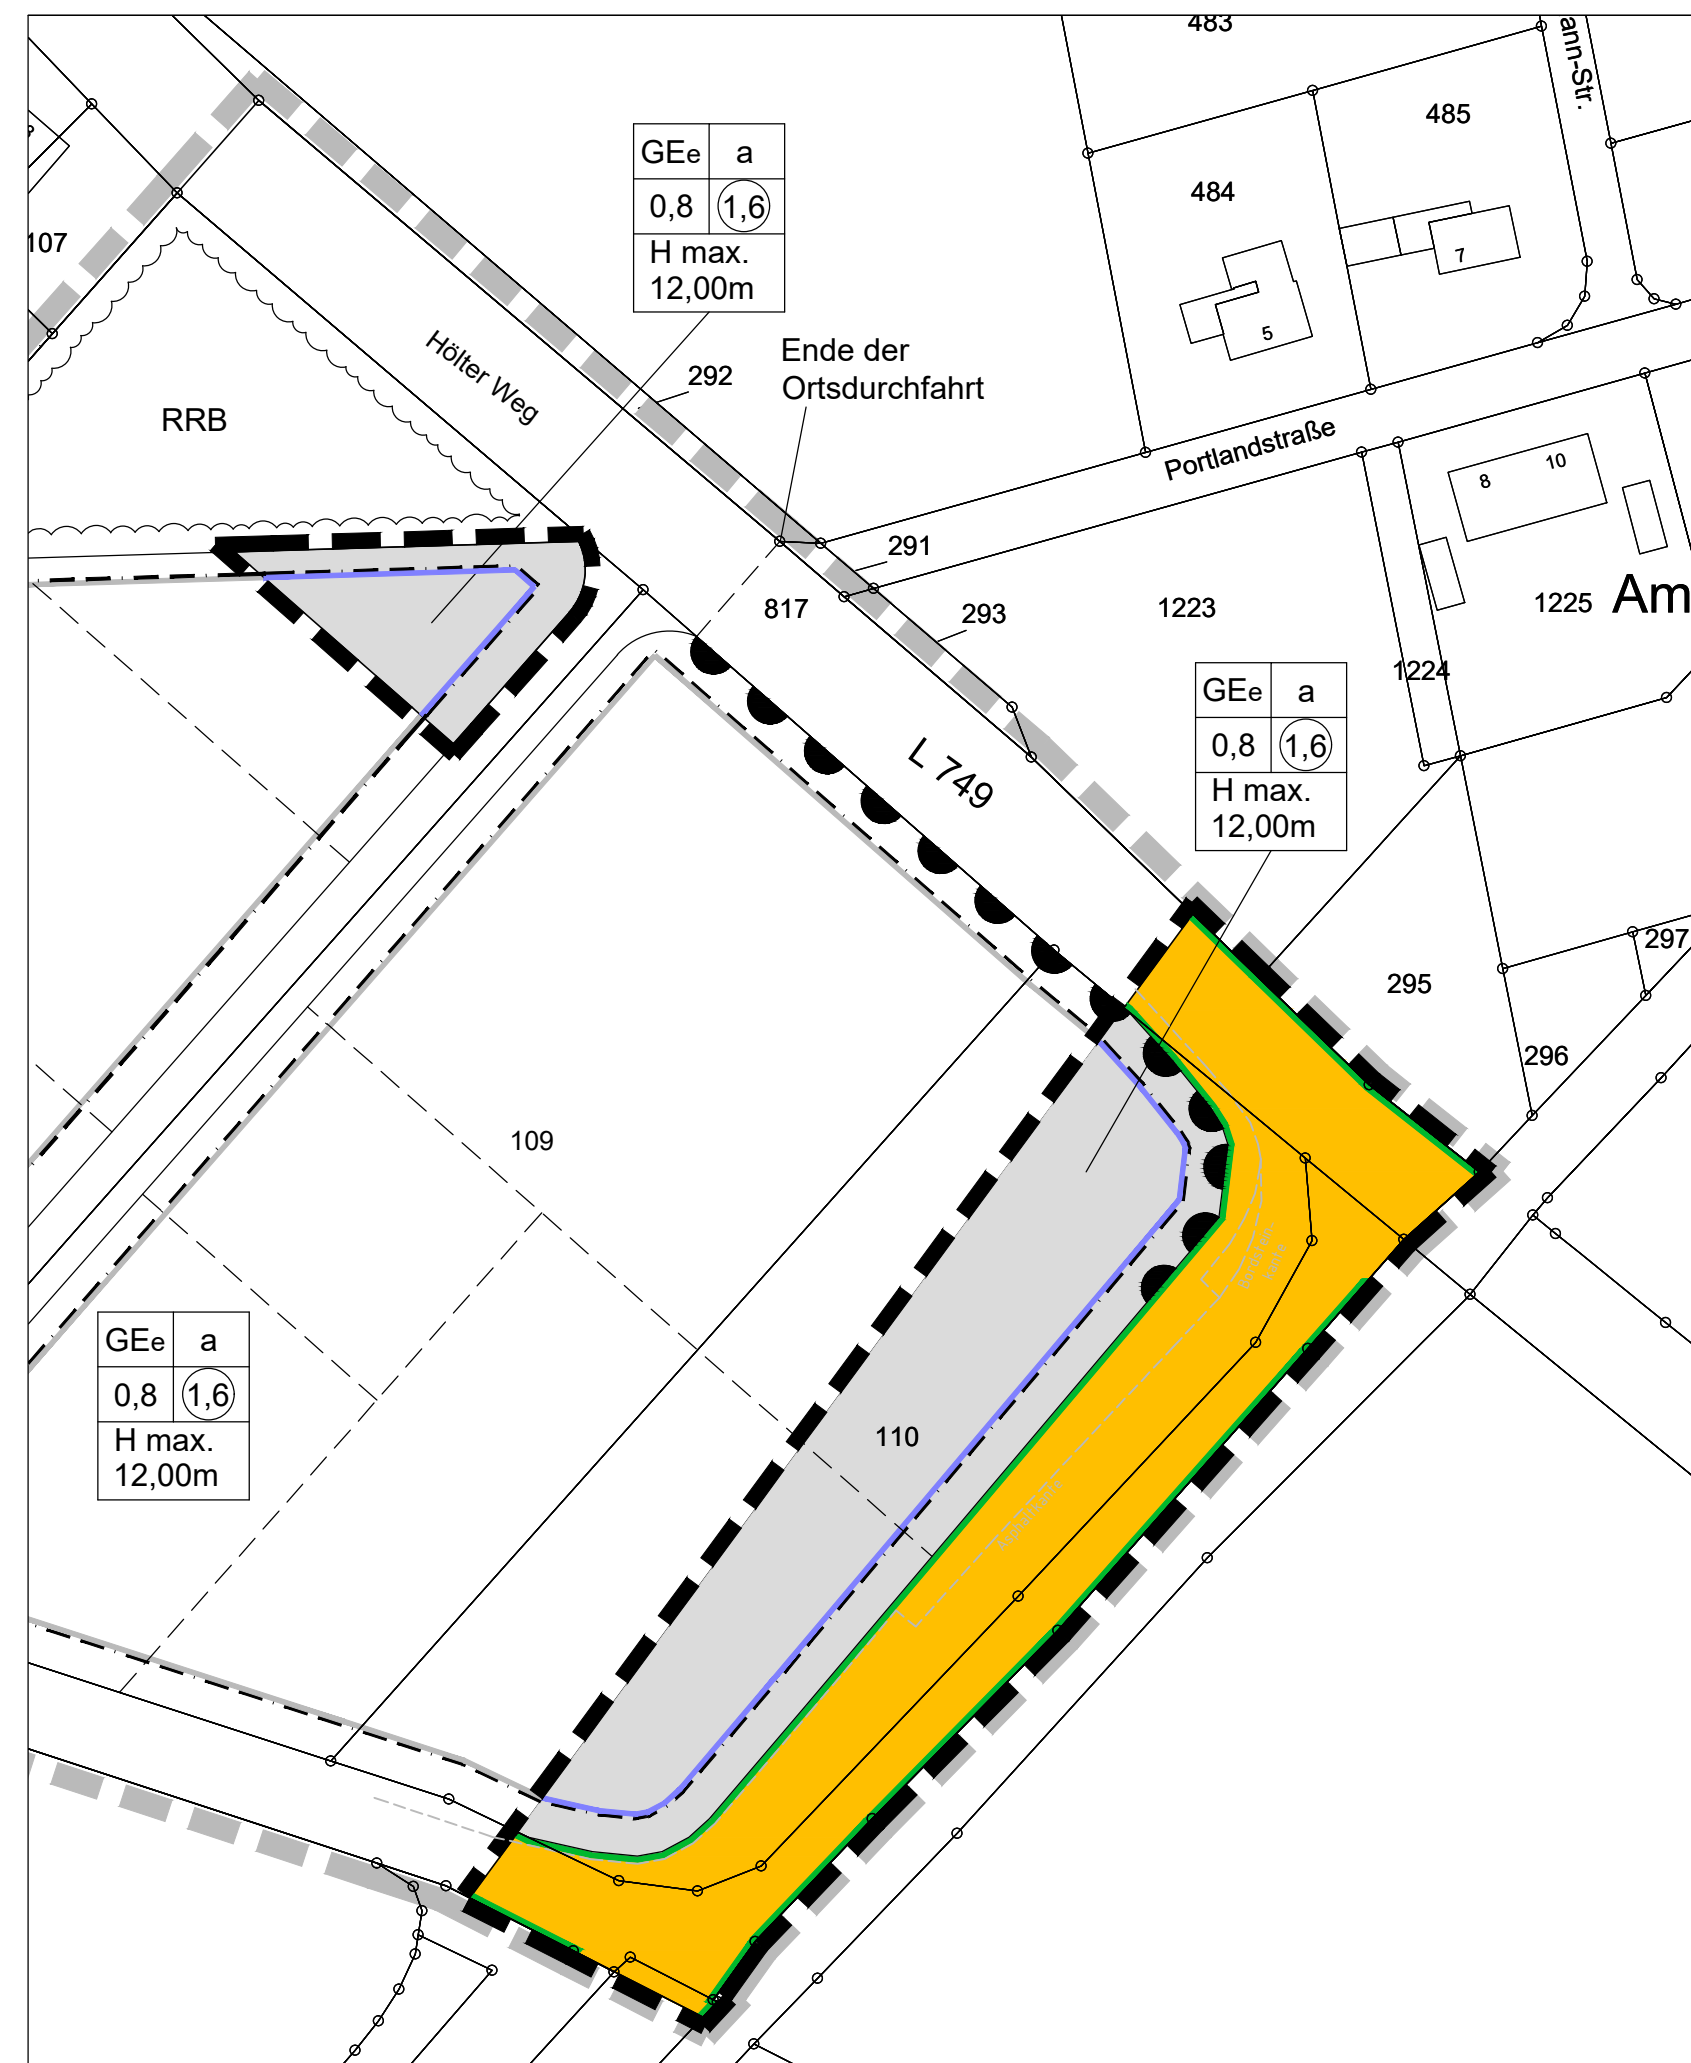 483
ann-Str.
485
484
7
5
GEe a
0,8 1,6
H max.
12,00m
107
Hölter Weg
292
Ende der
Ortsdurchfahrt
RRB
Portlandstraße
8
10
291
817
293
1223
1225
Am
1224
GEe a
0,8 1,6
H max.
12,00m
L 749
297
295
296
109
GEe a
0,8 1,6
H max.
12,00m
110
Asphaltkante